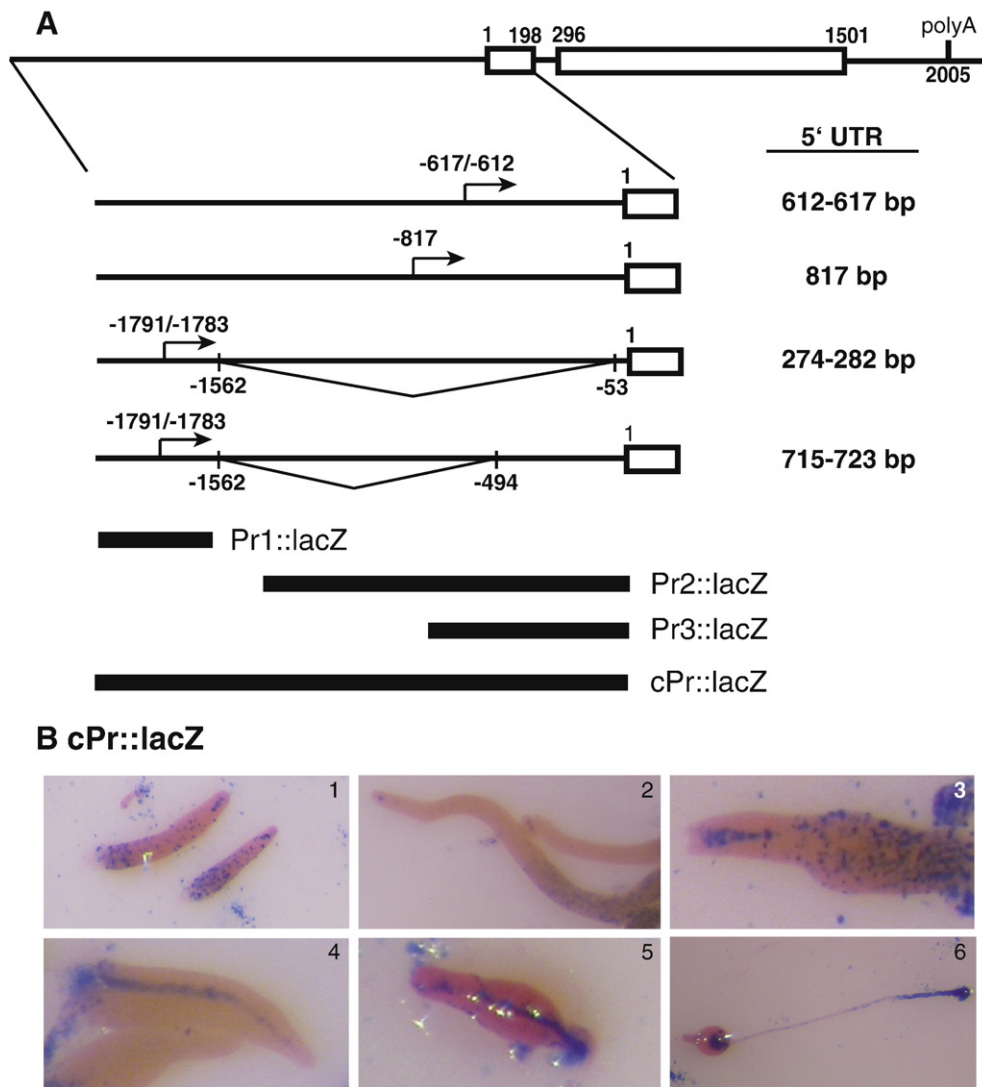 A
1 198 296 1501 polyA
2005
5' UTR
-617/-612 1
612-617 bp
-817 1
817 bp
-1791/-1783 1
-1562 -53
274-282 bp
-1791/-1783 1
-1562 -494
715-723 bp
Pr1::lacZ
Pr2::lacZ
Pr3::lacZ
cPr::lacZ
B cPr::lacZ
1 2 3
4 5 6